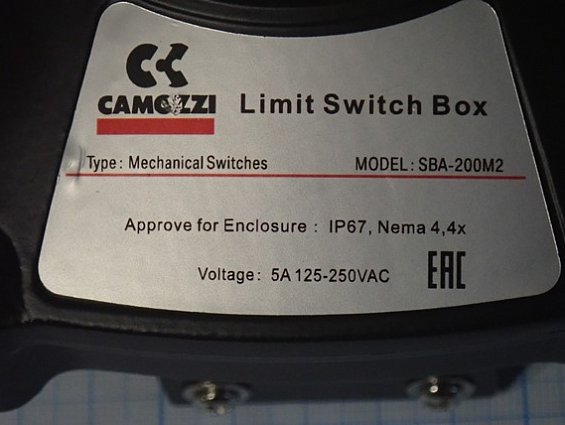 CAMOZZI Limit Switch Box
Type: Mechanical Switches MODEL: SBA-200M2
Approve for Enclosure : IP67, Nema 4,4x
Voltage: 5A 125-250VAC EAC